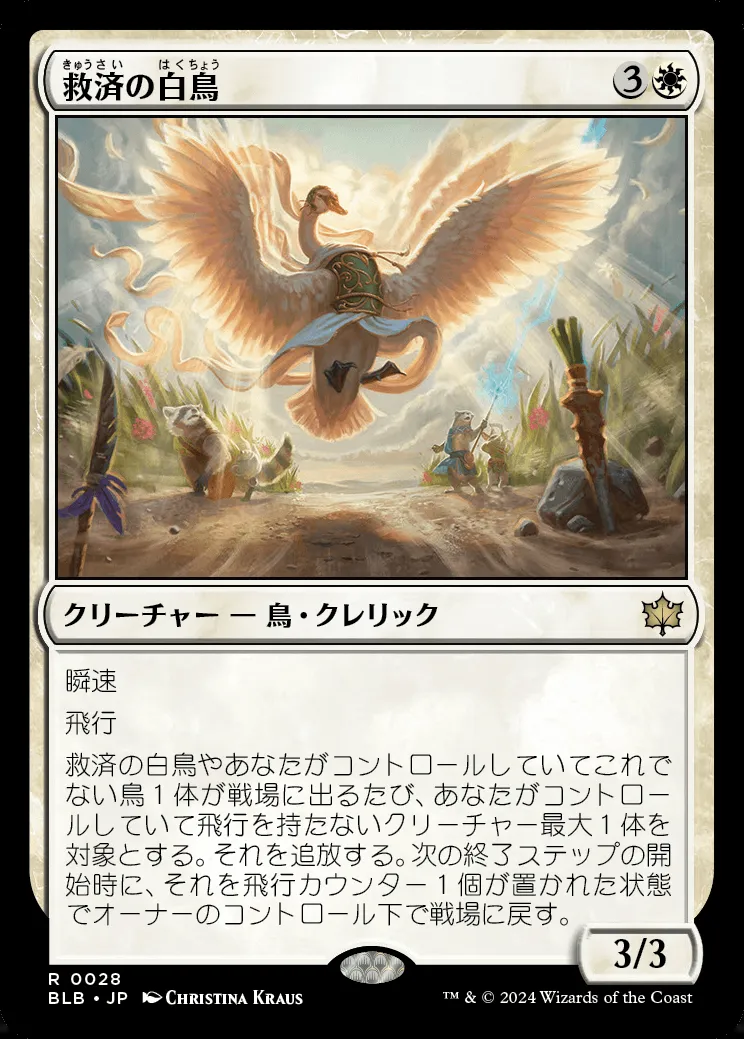 きゅうさい はくちょう
救済の白鳥 3
クリーチャー — 鳥・クレリック
瞬速
飛行
救済の白鳥やあなたがコントロールしていてこれで
ない鳥1体が戦場に出るたび、あなたがコントロー
ルしていて飛行を持たないクリーチャー最大1体を
対象とする。それを追放する。次の終了ステップの開
始時に、それを飛行カウンター1個が置かれた状態
でオーナーのコントロール下で戦場に戻す。
3/3
R 0028
BLB • JP Christina Kraus
™ & © 2024 Wizards of the Coast